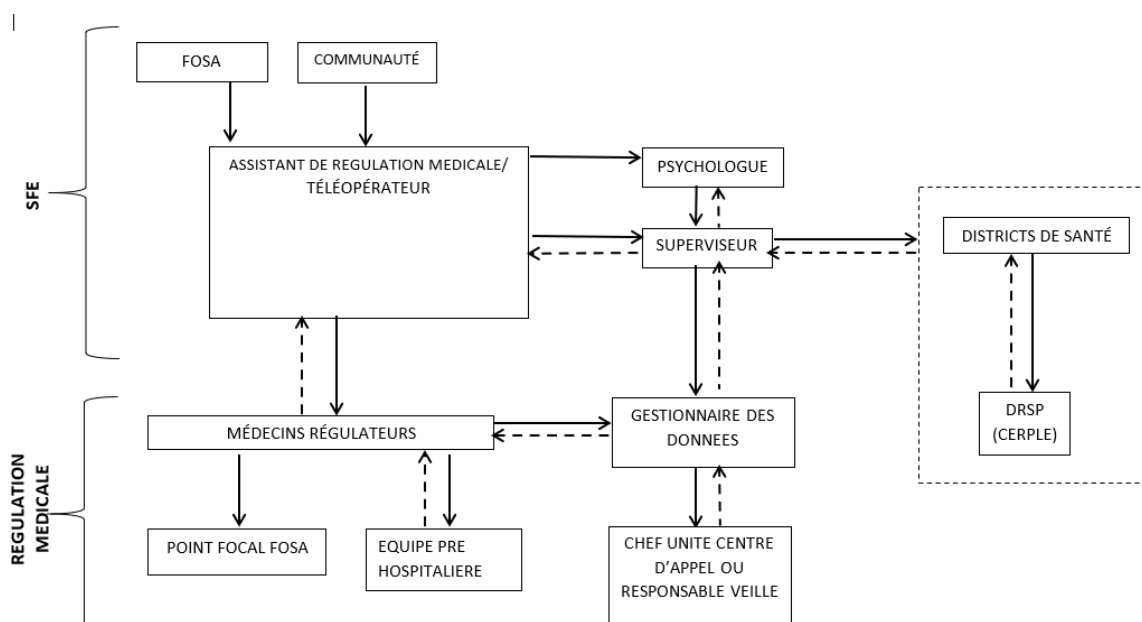 FOSA
COMMUNAUTÉ
ASSISTANT DE REGULATION MEDICALE/
TÉLÉOPÉRATEUR
PSYCHOLOGUE
SUPERVISEUR
DISTRICTS DE SANTÉ
SFE
DRSP
(CERPLE)
MÉDECINS RÉGULATEURS
GESTIONNAIRE DES
DONNEES
REGULATION
MEDICALE
POINT FOCAL FOSA
EQUIPE PRE
HOSPITALIERE
CHEF UNITE CENTRE
D’APPEL OU
RESPONSABLE VEILLE